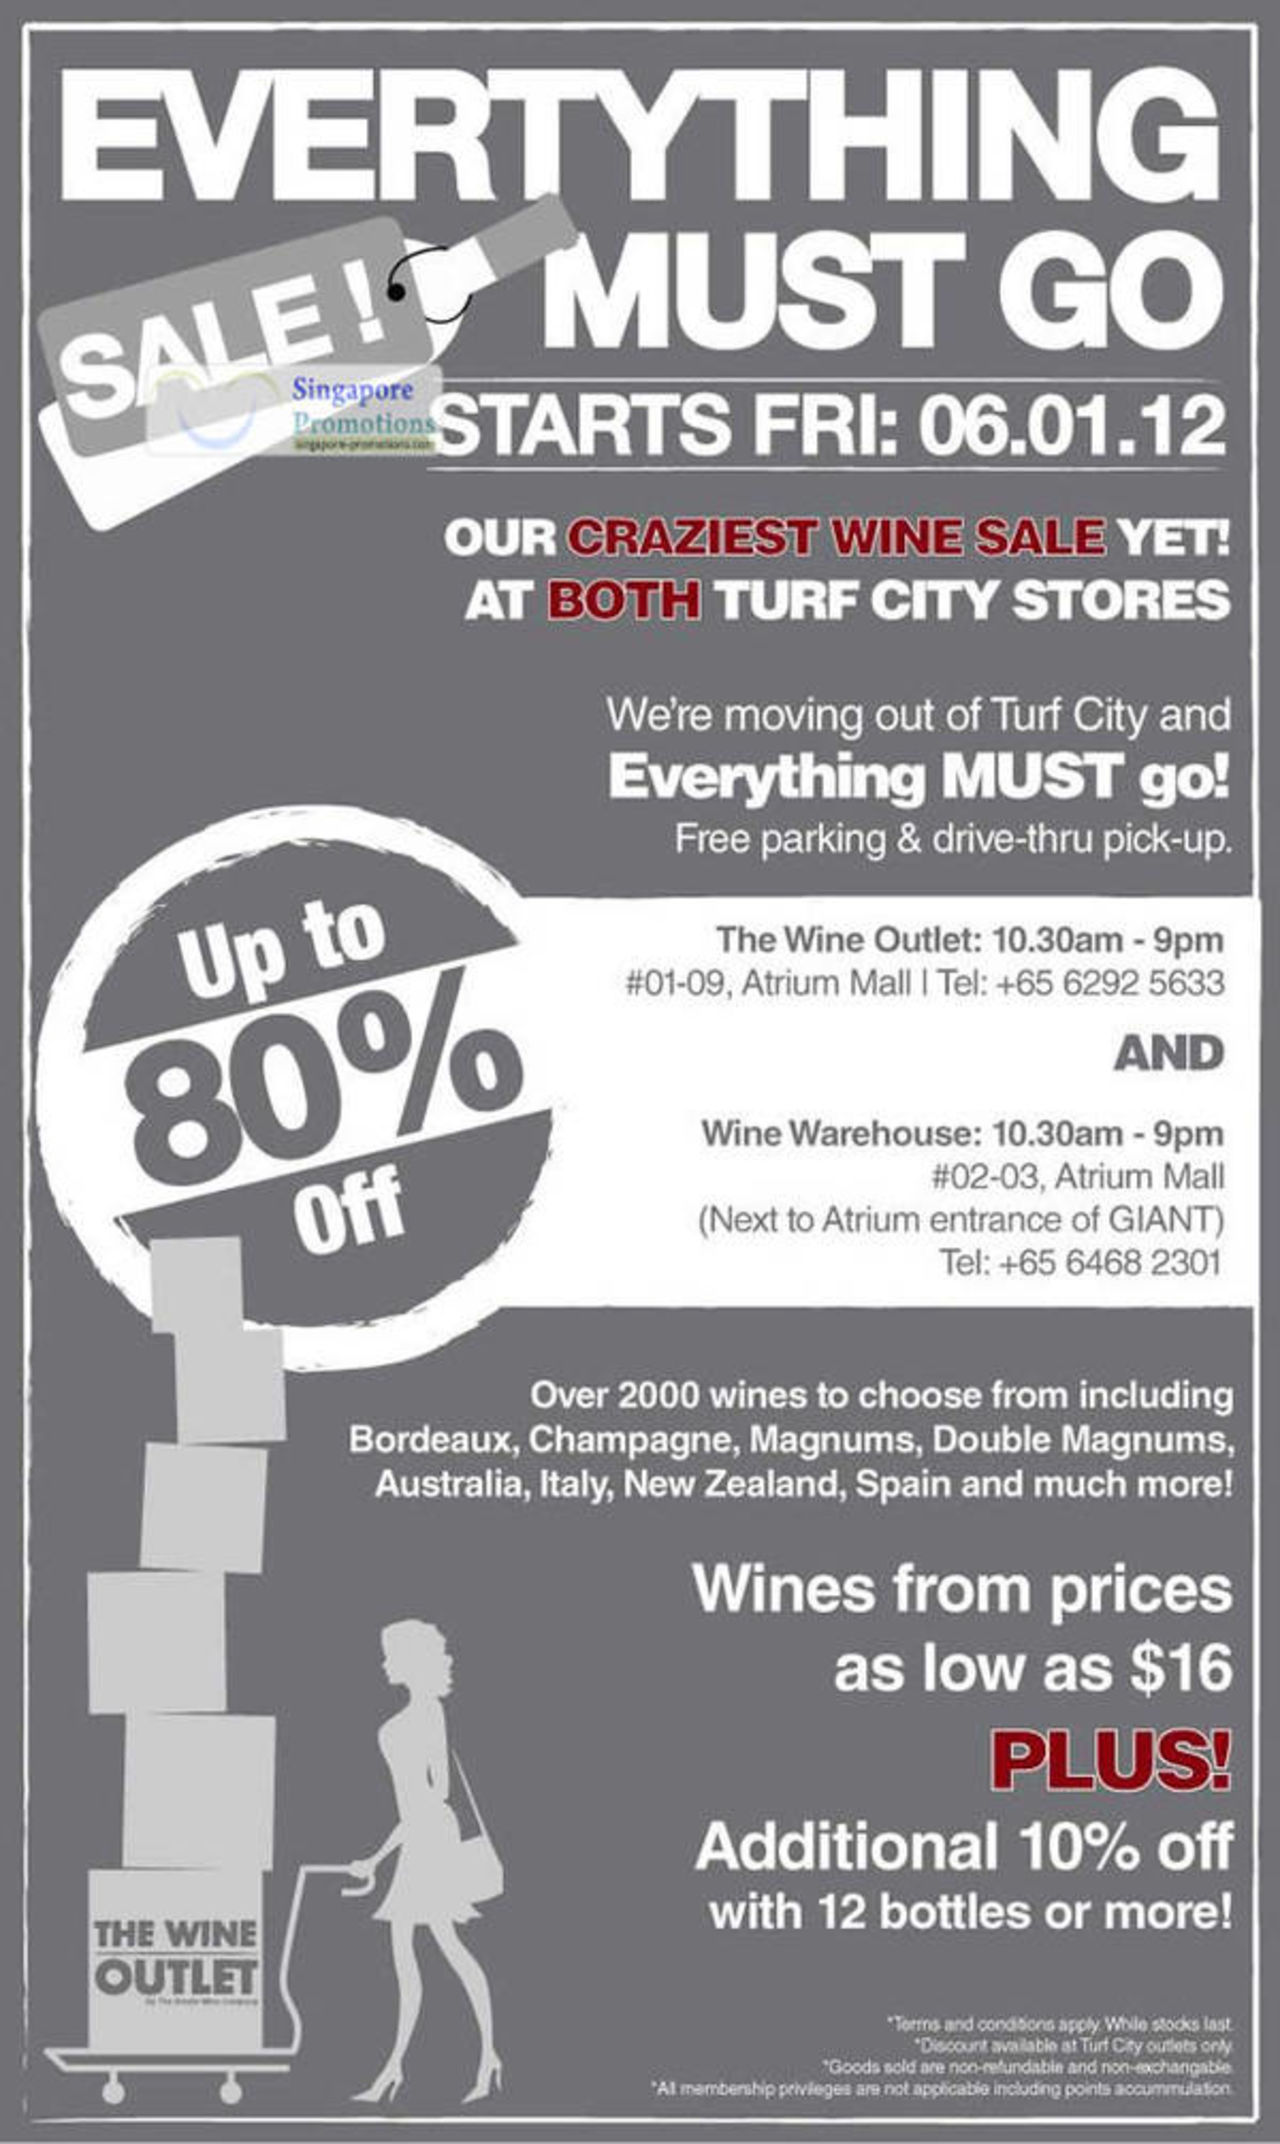 EVERTYTHING
MUST GO
SALE !
Singapore
Promotions
singapore-promotions.com
STARTS FRI: 06.01.12
OUR CRAZIEST WINE SALE YET!
AT BOTH TURF CITY STORES
We're moving out of Turf City and
Everything MUST go!
Free parking & drive-thru pick-up.
Up to
80%
Off
The Wine Outlet: 10.30am - 9pm
#01-09, Atrium Mall | Tel: +65 6292 5633
AND
Wine Warehouse: 10.30am - 9pm
#02-03, Atrium Mall
(Next to Atrium entrance of GIANT)
Tel: +65 6468 2301
Over 2000 wines to choose from including
Bordeaux, Champagne, Magnums, Double Magnums,
Australia, Italy, New Zealand, Spain and much more!
Wines from prices
as low as $16
PLUS!
Additional 10% off
with 12 bottles or more!
THE WINE
OUTLET
*Terms and conditions apply. While stocks last.
*Discount available at Turf City outlets only.
*Goods sold are non-refundable and non-exchangable.
*All membership privileges are not applicable including points accummulation.